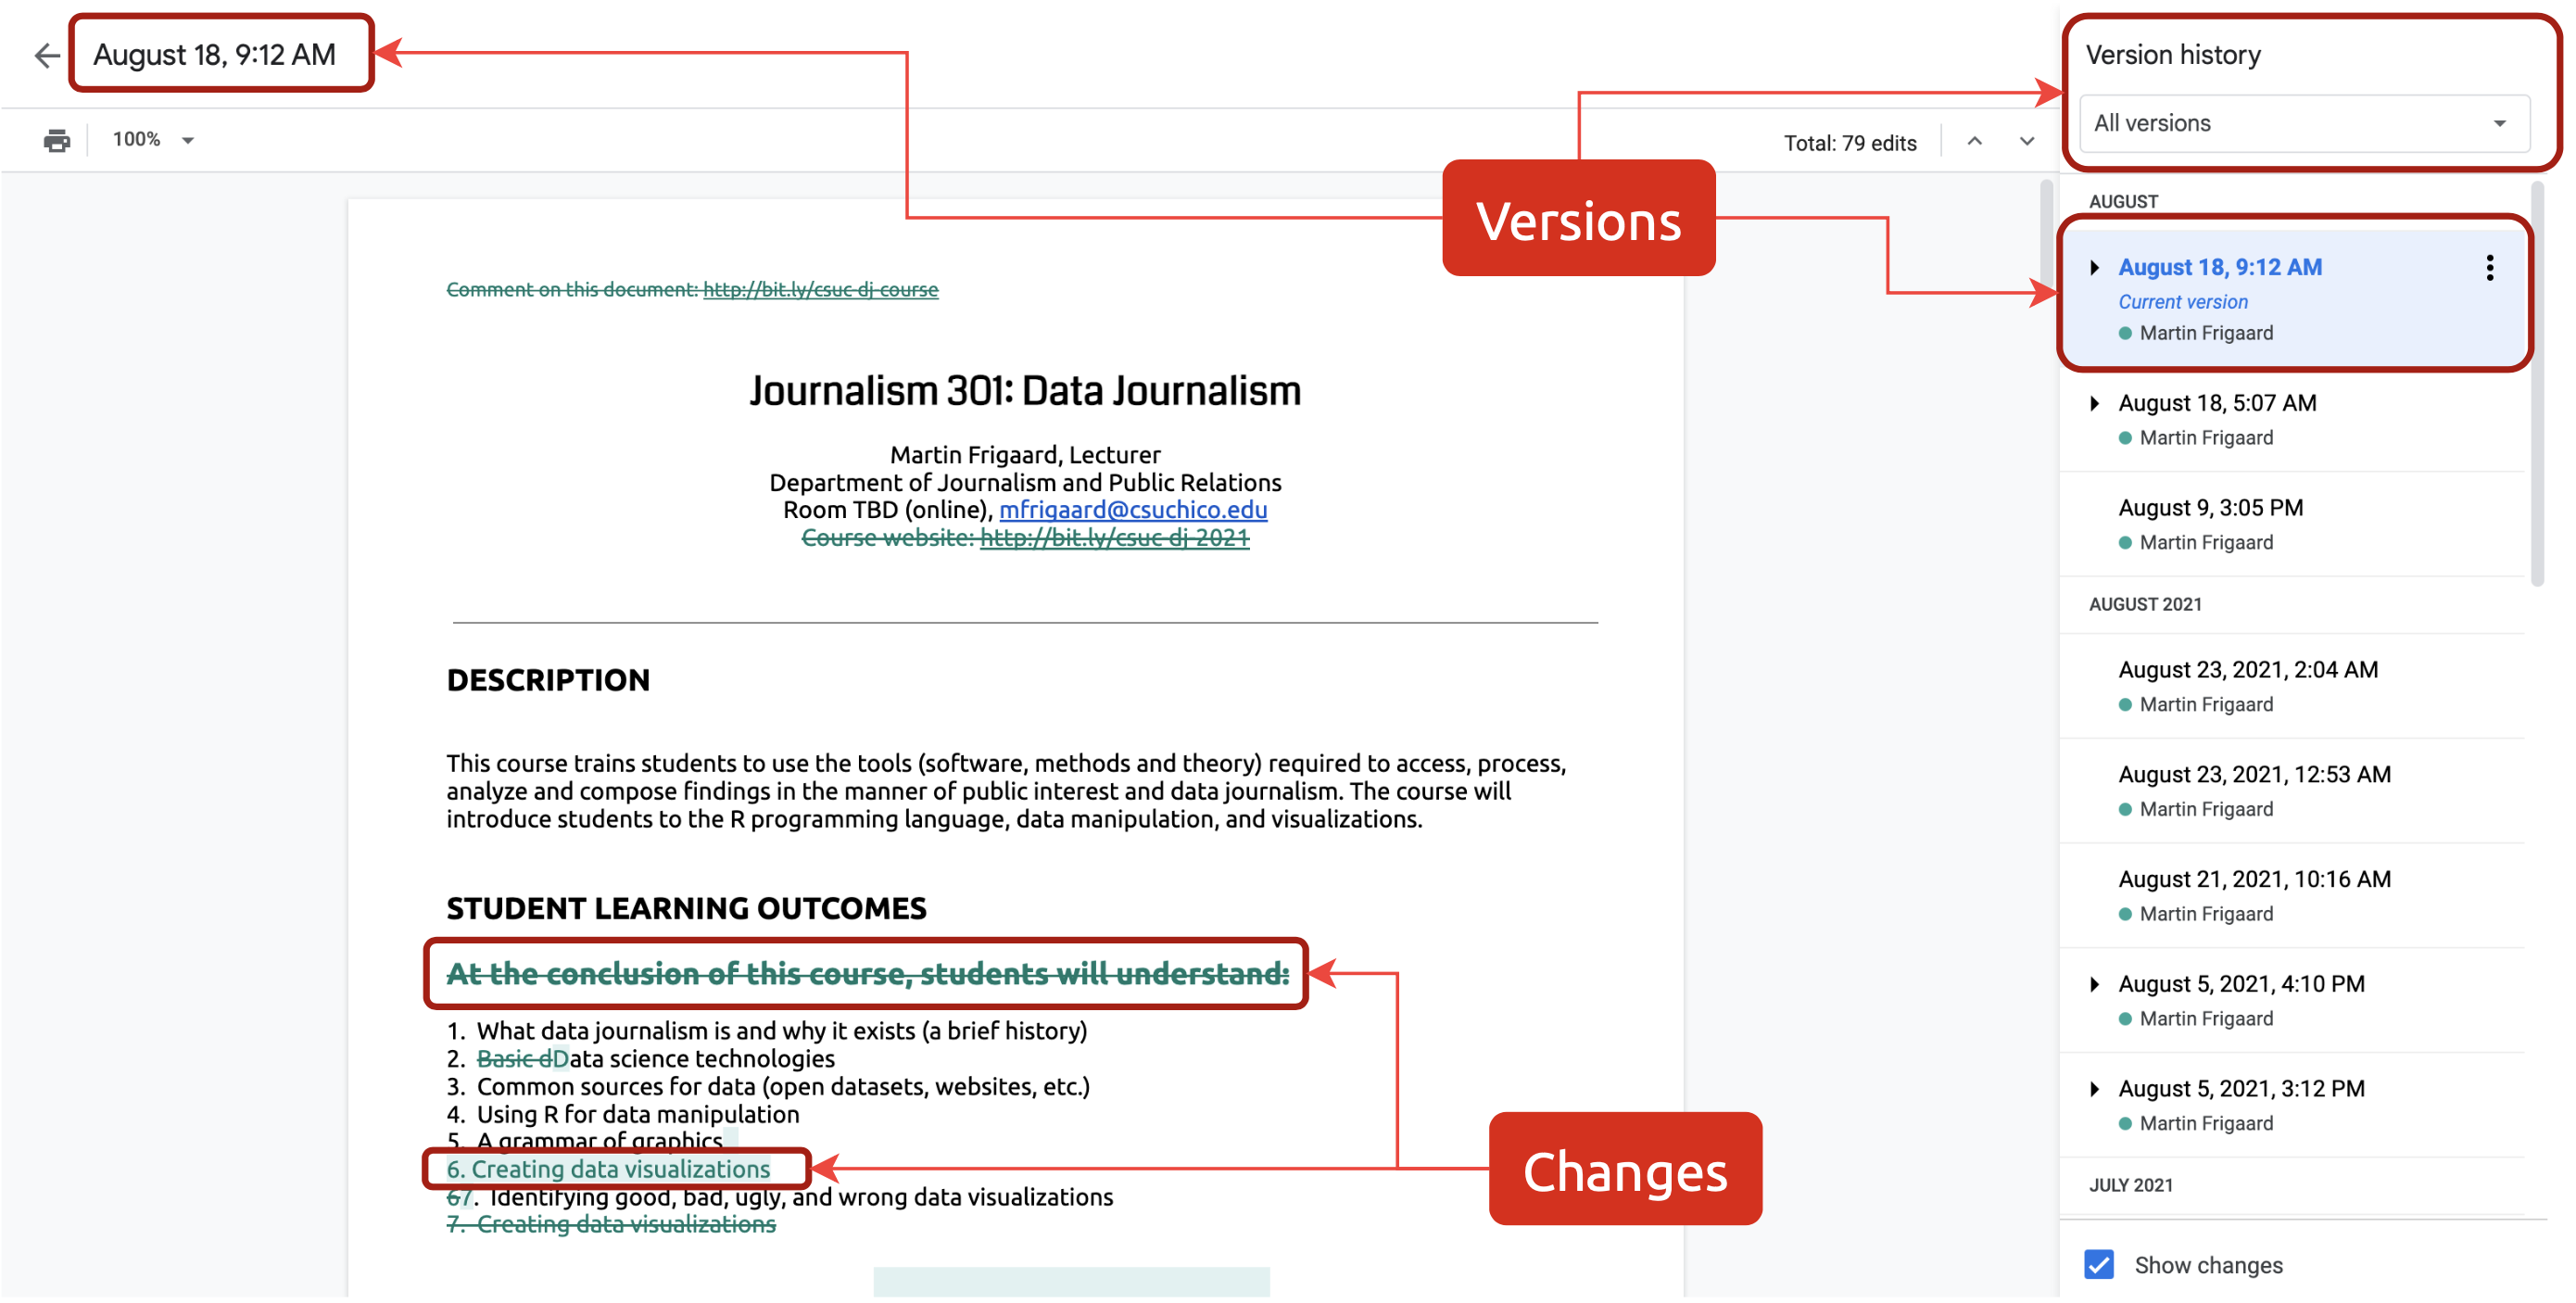 August 18, 9:12 AM
100%
Total: 79 edits
Versions
Comment on this document: http://bit.ly/csuc-dj-course
Journalism 301: Data Journalism
Martin Frigaard, Lecturer
Department of Journalism and Public Relations
Room TBD (online), mfrigaard@csuchico.edu
Course website: http://bit.ly/csuc-dj-2021
DESCRIPTION
This course trains students to use the tools (software, methods and theory) required to access, process,
analyze and compose findings in the manner of public interest and data journalism. The course will
introduce students to the R programming language, data manipulation, and visualizations.
STUDENT LEARNING OUTCOMES
At the conclusion of this course, students will understand:
1. What data journalism is and why it exists (a brief history)
2. Basic dData science technologies
3. Common sources for data (open datasets, websites, etc.)
4. Using R for data manipulation
5. A grammar of graphics
6. Creating data visualizations
67. Identifying good, bad, ugly, and wrong data visualizations
7. Creating data visualizations
Changes
Version history
All versions
AUGUST
August 18, 9:12 AM
Current version
Martin Frigaard
August 18, 5:07 AM
Martin Frigaard
August 9, 3:05 PM
Martin Frigaard
AUGUST 2021
August 23, 2021, 2:04 AM
Martin Frigaard
August 23, 2021, 12:53 AM
Martin Frigaard
August 21, 2021, 10:16 AM
Martin Frigaard
August 5, 2021, 4:10 PM
Martin Frigaard
August 5, 2021, 3:12 PM
Martin Frigaard
JULY 2021
Show changes